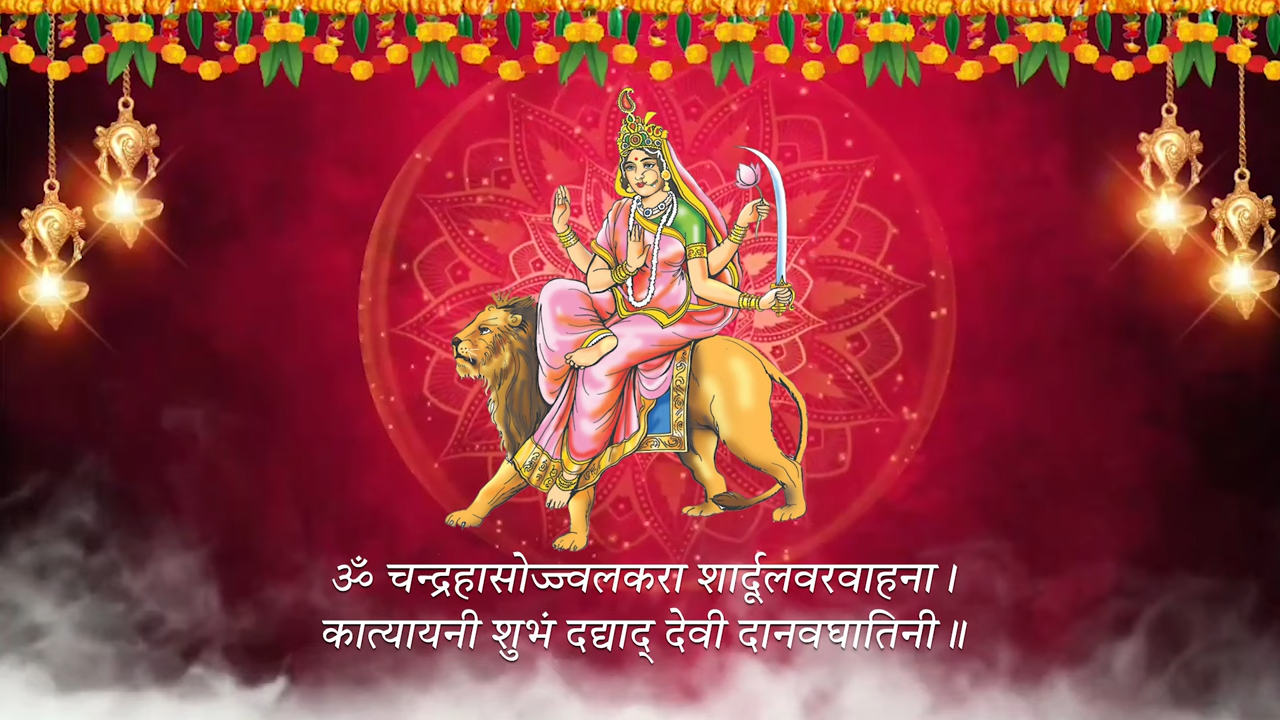 ॐ चन्द्रहासोज्ज्वलकरा शार्दूलवरवाहना ।
कात्यायनी शुभं दद्याद् देवी दानवघातिनी ॥